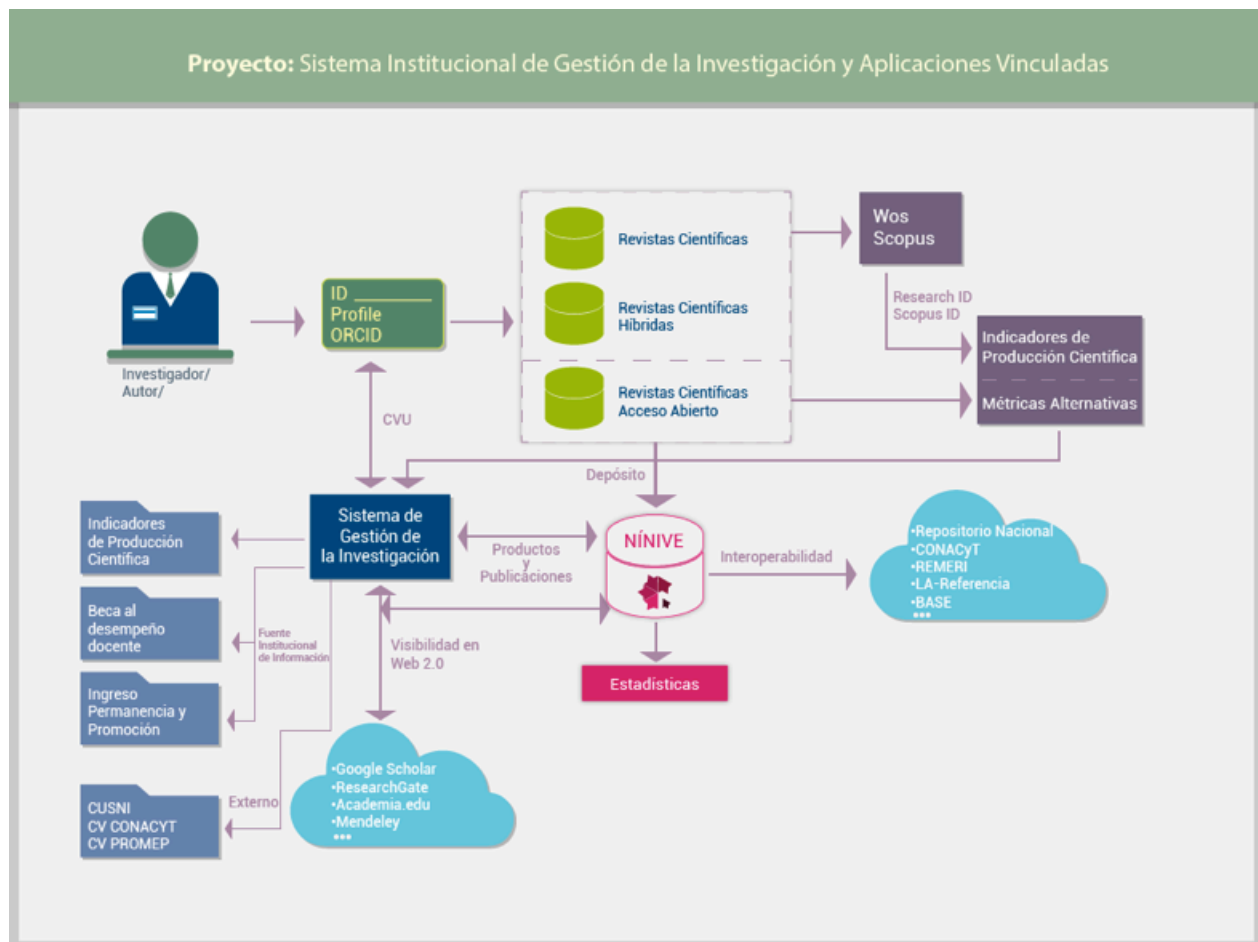 Proyecto: Sistema Institucional de Gestión de la Investigación y Aplicaciones Vinculadas
Investigador/
Autor/
ID ________
Profile
ORCID
Revistas Científicas
Revistas Científicas
Híbridas
Revistas Científicas
Acceso Abierto
Wos
Scopus
Research ID
Scopus ID
Indicadores de
Producción Científica
Métricas Alternativas
CVU
Depósito
Sistema de
Gestión de
la Investigación
Productos
y
Publicaciones
NÍNIVE
Interoperabilidad
•Repositorio Nacional
•CONACyT
•REMERI
•LA-Referencia
•BASE
•••
Indicadores
de Producción
Científica
Beca al
desempeño
docente
Ingreso
Permanencia y
Promoción
Fuente
Institucional
de Información
Visibilidad en
Web 2.0
Estadísticas
CUSNI
CV CONACYT
CV PROMEP
Externo
•Google Scholar
•ResearchGate
•Academia.edu
•Mendeley
•••